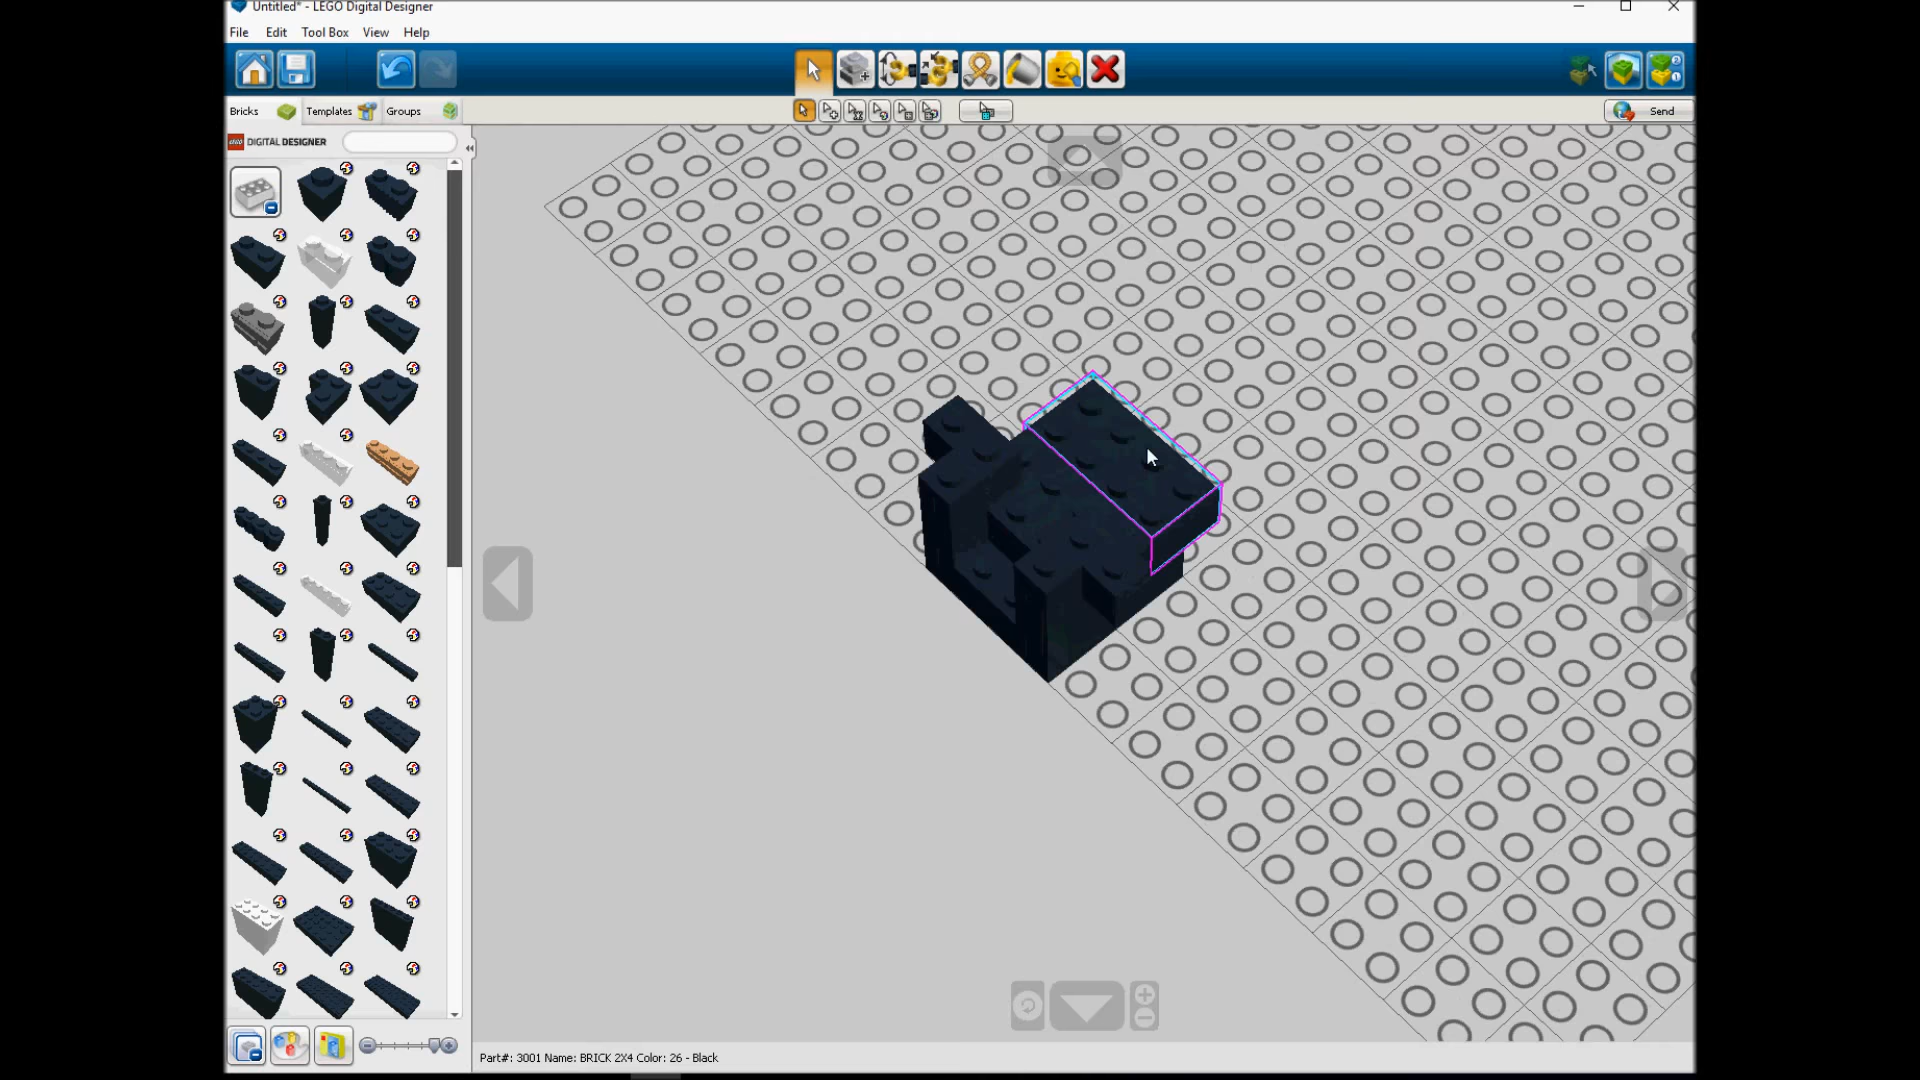 Untitled* - LEGO Digital Designer
File Edit Tool Box View Help
Bricks Templates Groups
Send
LEGO DIGITAL DESIGNER
Part#: 3001 Name: BRICK 2X4 Color: 26 - Black